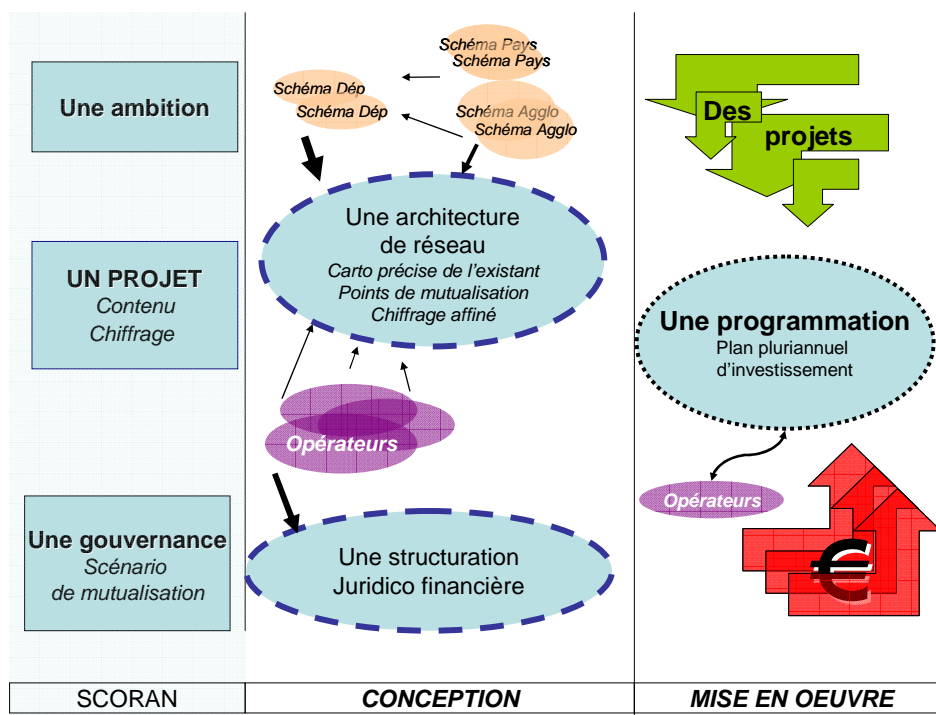 Une ambition
UN PROJET
Contenu
Chiffrage
Une gouvernance
Scénario
de mutualisation
Schéma Pays
Schéma Pays
Schéma Dép
Schéma Dép
Schéma Agglo
Schéma Agglo
Une architecture
de réseau
Carto précise de l’existant
Points de mutualisation
Chiffrage affiné
Opérateurs
Une structuration
Juridico financière
Des
projets
Une programmation
Plan pluriannuel
d’investissement
Opérateurs
€
SCORAN
CONCEPTION
MISE EN OEUVRE